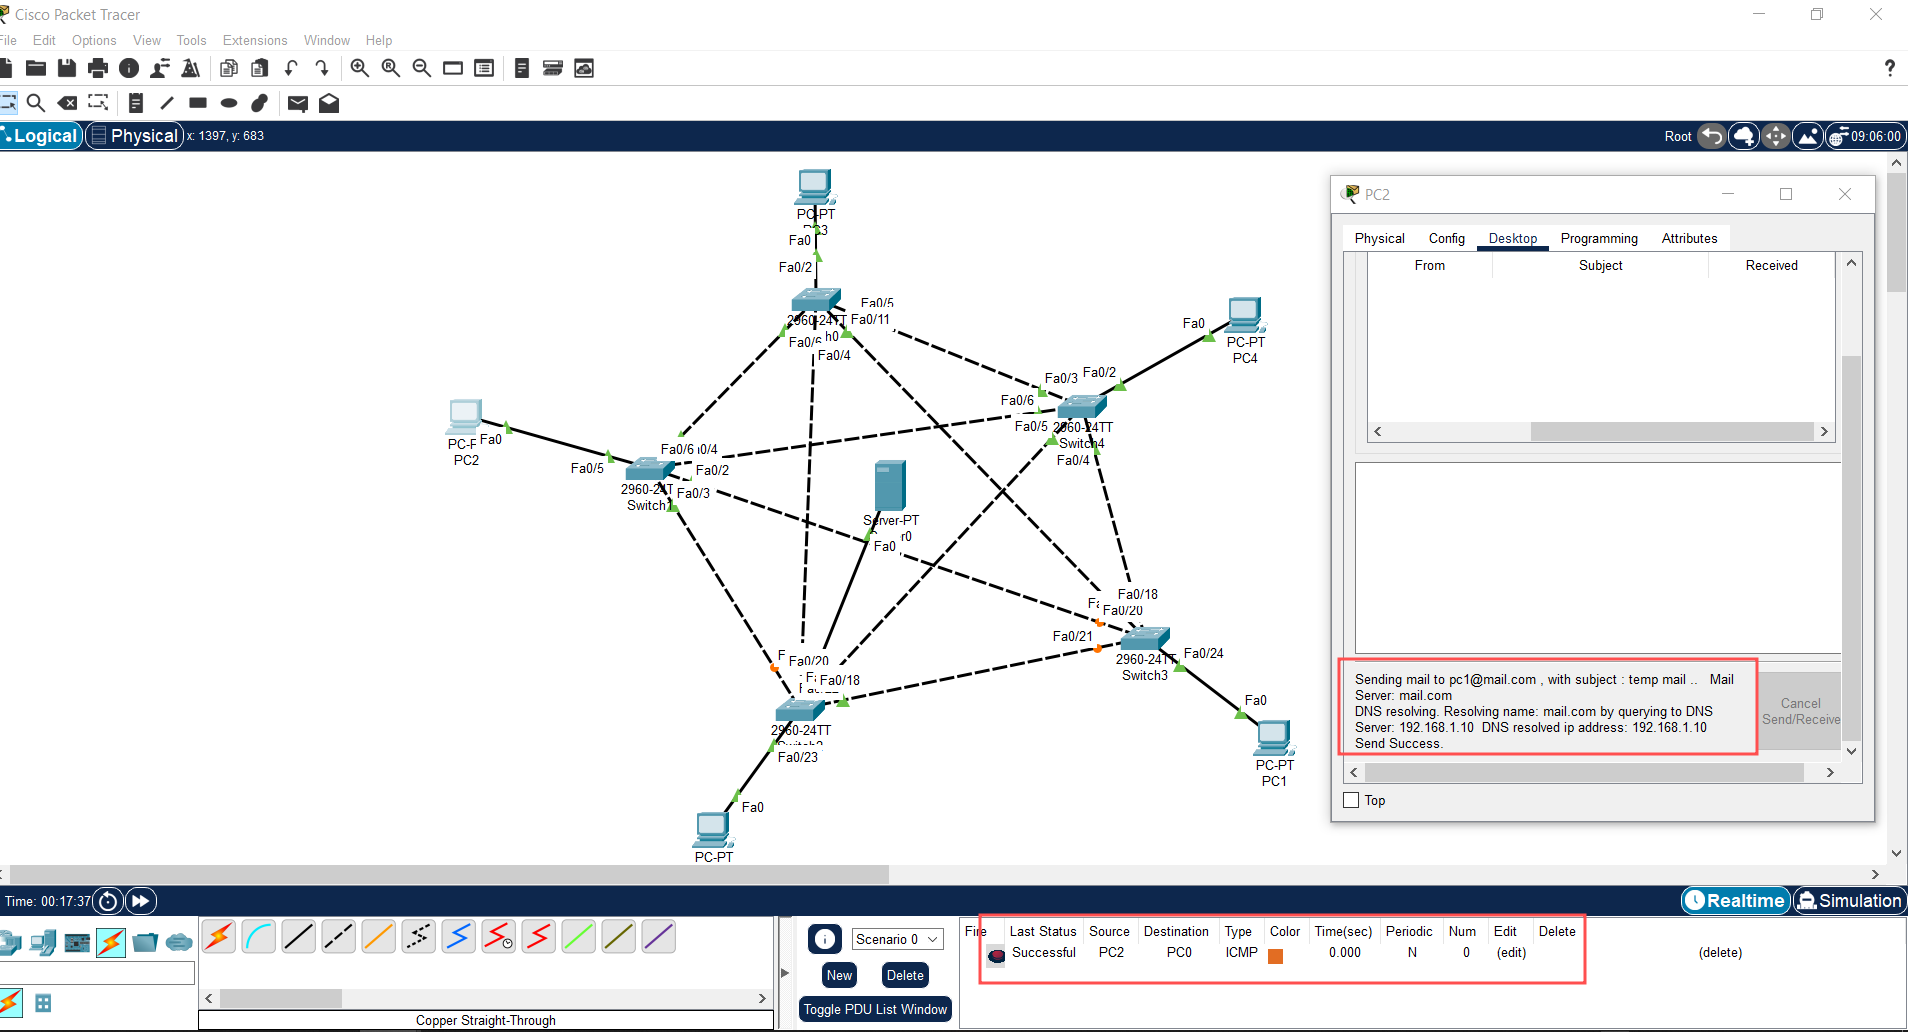 Cisco Packet Tracer
File Edit Options View Tools Extensions Window Help
Logical Physical x: 1397, y: 683
Root 09:06:00
PC-PT
Fa0
Fa0/2
Fa0/5
Fa0/11
2960-24TT
Fa0/4
Fa0
PC-PT
PC4
Fa0/3 Fa0/2
Fa0/6
Fa0/5 2960-24TT
Switch4
Fa0/4
Fa0
PC2
Fa0/5
Fa0/6
Fa0/2
2960-24T
Fa0/3
Switch1
Server-PT
Fa0
Fa0/18
Fa0/20
Fa0/21
2960-24TT
Switch3
Fa0/24
Fa0
PC-PT
PC1
Fa0/20
Fa0/18
2960-24TT
Fa0/23
Fa0
PC-PT
PC2
Physical Config Desktop Programming Attributes
From Subject Received
Sending mail to pc1@mail.com , with subject : temp mail .. Mail
Server: mail.com
DNS resolving. Resolving name: mail.com by querying to DNS
Server: 192.168.1.10 DNS resolved ip address: 192.168.1.10
Send Success.
Cancel
Send/Receive
Top
Time: 00:17:37
Realtime Simulation
Scenario 0
New Delete
Toggle PDU List Window
Copper Straight-Through
Fire Last Status Source Destination Type Color Time(sec) Periodic Num Edit Delete
Successful PC2 PC0 ICMP 0.000 N 0 (edit) (delete)